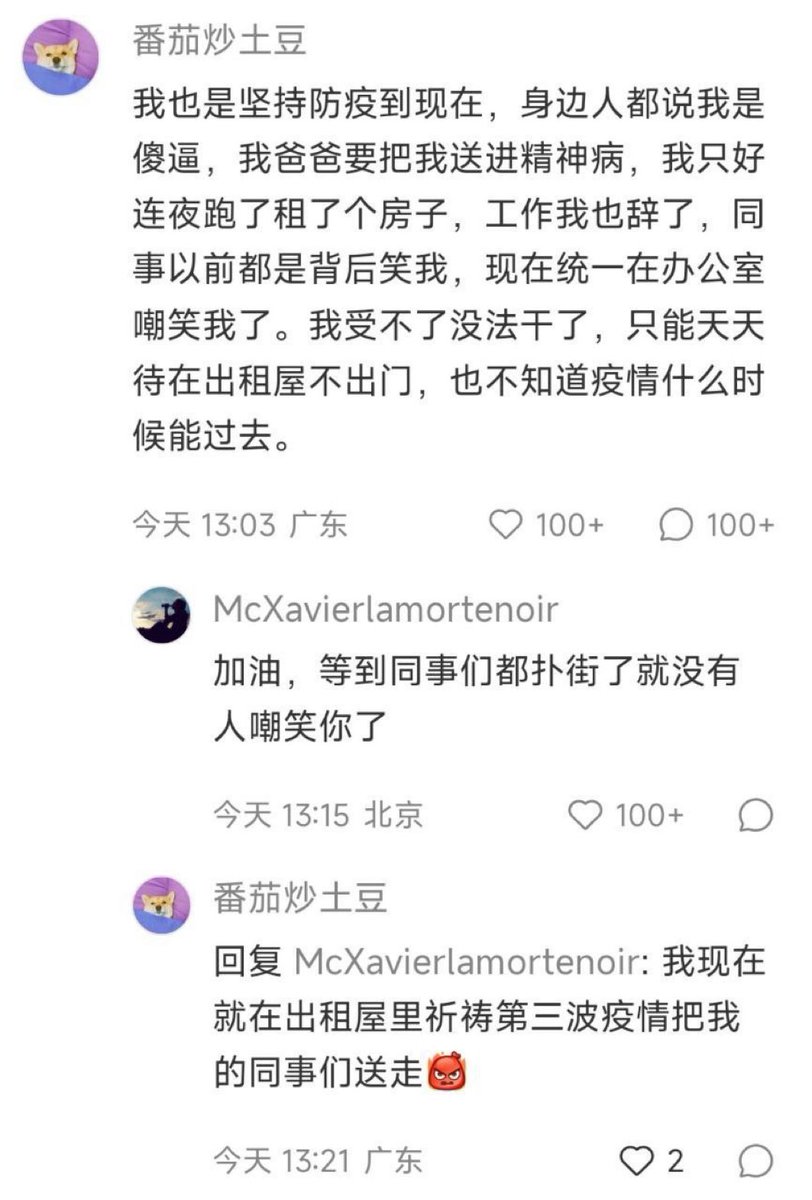 番茄炒土豆
我也是坚持防疫到现在，身边人都说我是
傻逼，我爸爸要把我送进精神病，我只好
连夜跑了租了个房子，工作我也辞了，同
事以前都是背后笑我，现在统一在办公室
嘲笑我了。我受不了没法干了，只能天天
待在出租屋不出门，也不知道疫情什么时
候能过去。
今天 13:03 广东 100+ 100+
McXavierlamortenoir
加油，等到同事们都扑街了就没有
人嘲笑你了
今天 13:15 北京 100+
番茄炒土豆
回复 McXavierlamortenoir: 我现在
就在出租屋里祈祷第三波疫情把我
的同事们送走
今天 13:21 广东 2